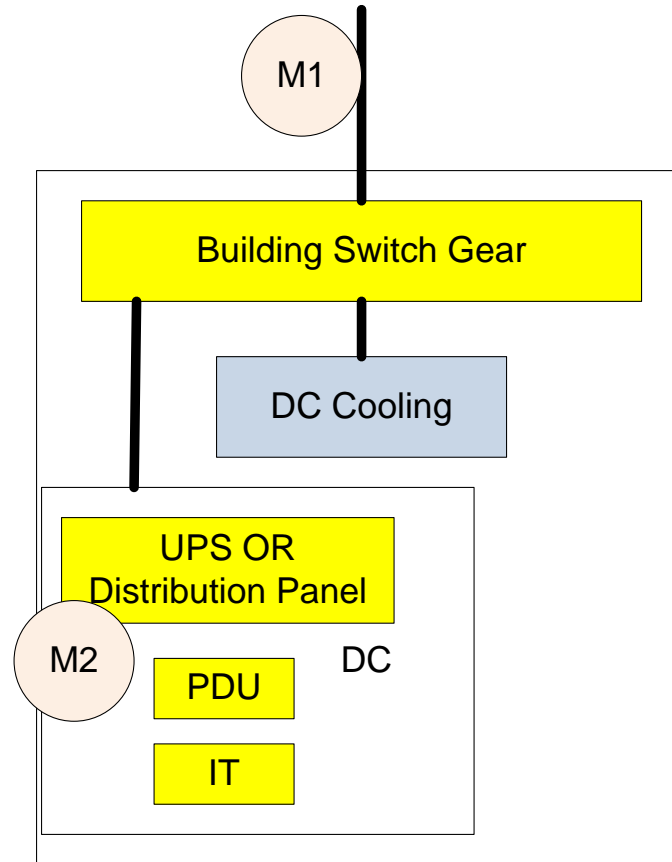 M1
Building Switch Gear
DC Cooling
UPS OR
Distribution Panel
M2
DC
PDU
IT